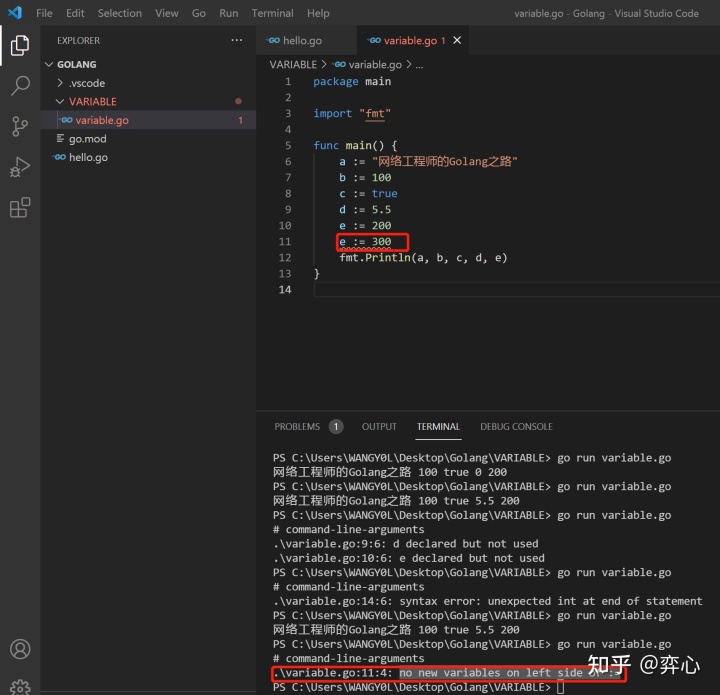 File Edit Selection View Go Run Terminal Help
variable.go - Golang - Visual Studio Code
EXPLORER
GOLANG
.vscode
VARIABLE
variable.go 1
go.mod
hello.go
hello.go
variable.go 1
VARIABLE > variable.go > ...
1 package main
2
3 import "fmt"
4
5 func main() {
6 a := "网络工程师的Golang之路"
7 b := 100
8 c := true
9 d := 5.5
10 e := 200
11 e := 300
12 fmt.Println(a, b, c, d, e)
13 }
14
PROBLEMS 1 OUTPUT TERMINAL DEBUG CONSOLE
PS C:\Users\WANGY0L\Desktop\Golang\VARIABLE> go run variable.go
网络工程师的Golang之路 100 true 0 200
PS C:\Users\WANGY0L\Desktop\Golang\VARIABLE> go run variable.go
网络工程师的Golang之路 100 true 5.5 200
PS C:\Users\WANGY0L\Desktop\Golang\VARIABLE> go run variable.go
# command-line-arguments
.\variable.go:9:6: d declared but not used
.\variable.go:10:6: e declared but not used
PS C:\Users\WANGY0L\Desktop\Golang\VARIABLE> go run variable.go
# command-line-arguments
.\variable.go:14:6: syntax error: unexpected int at end of statement
PS C:\Users\WANGY0L\Desktop\Golang\VARIABLE> go run variable.go
网络工程师的Golang之路 100 true 5.5 200
PS C:\Users\WANGY0L\Desktop\Golang\VARIABLE> go run variable.go
# command-line-arguments
.\variable.go:11:4: no new variables on left side of :=
PS C:\Users\WANGY0L\Desktop\Golang\VARIABLE>
知乎 @弈心